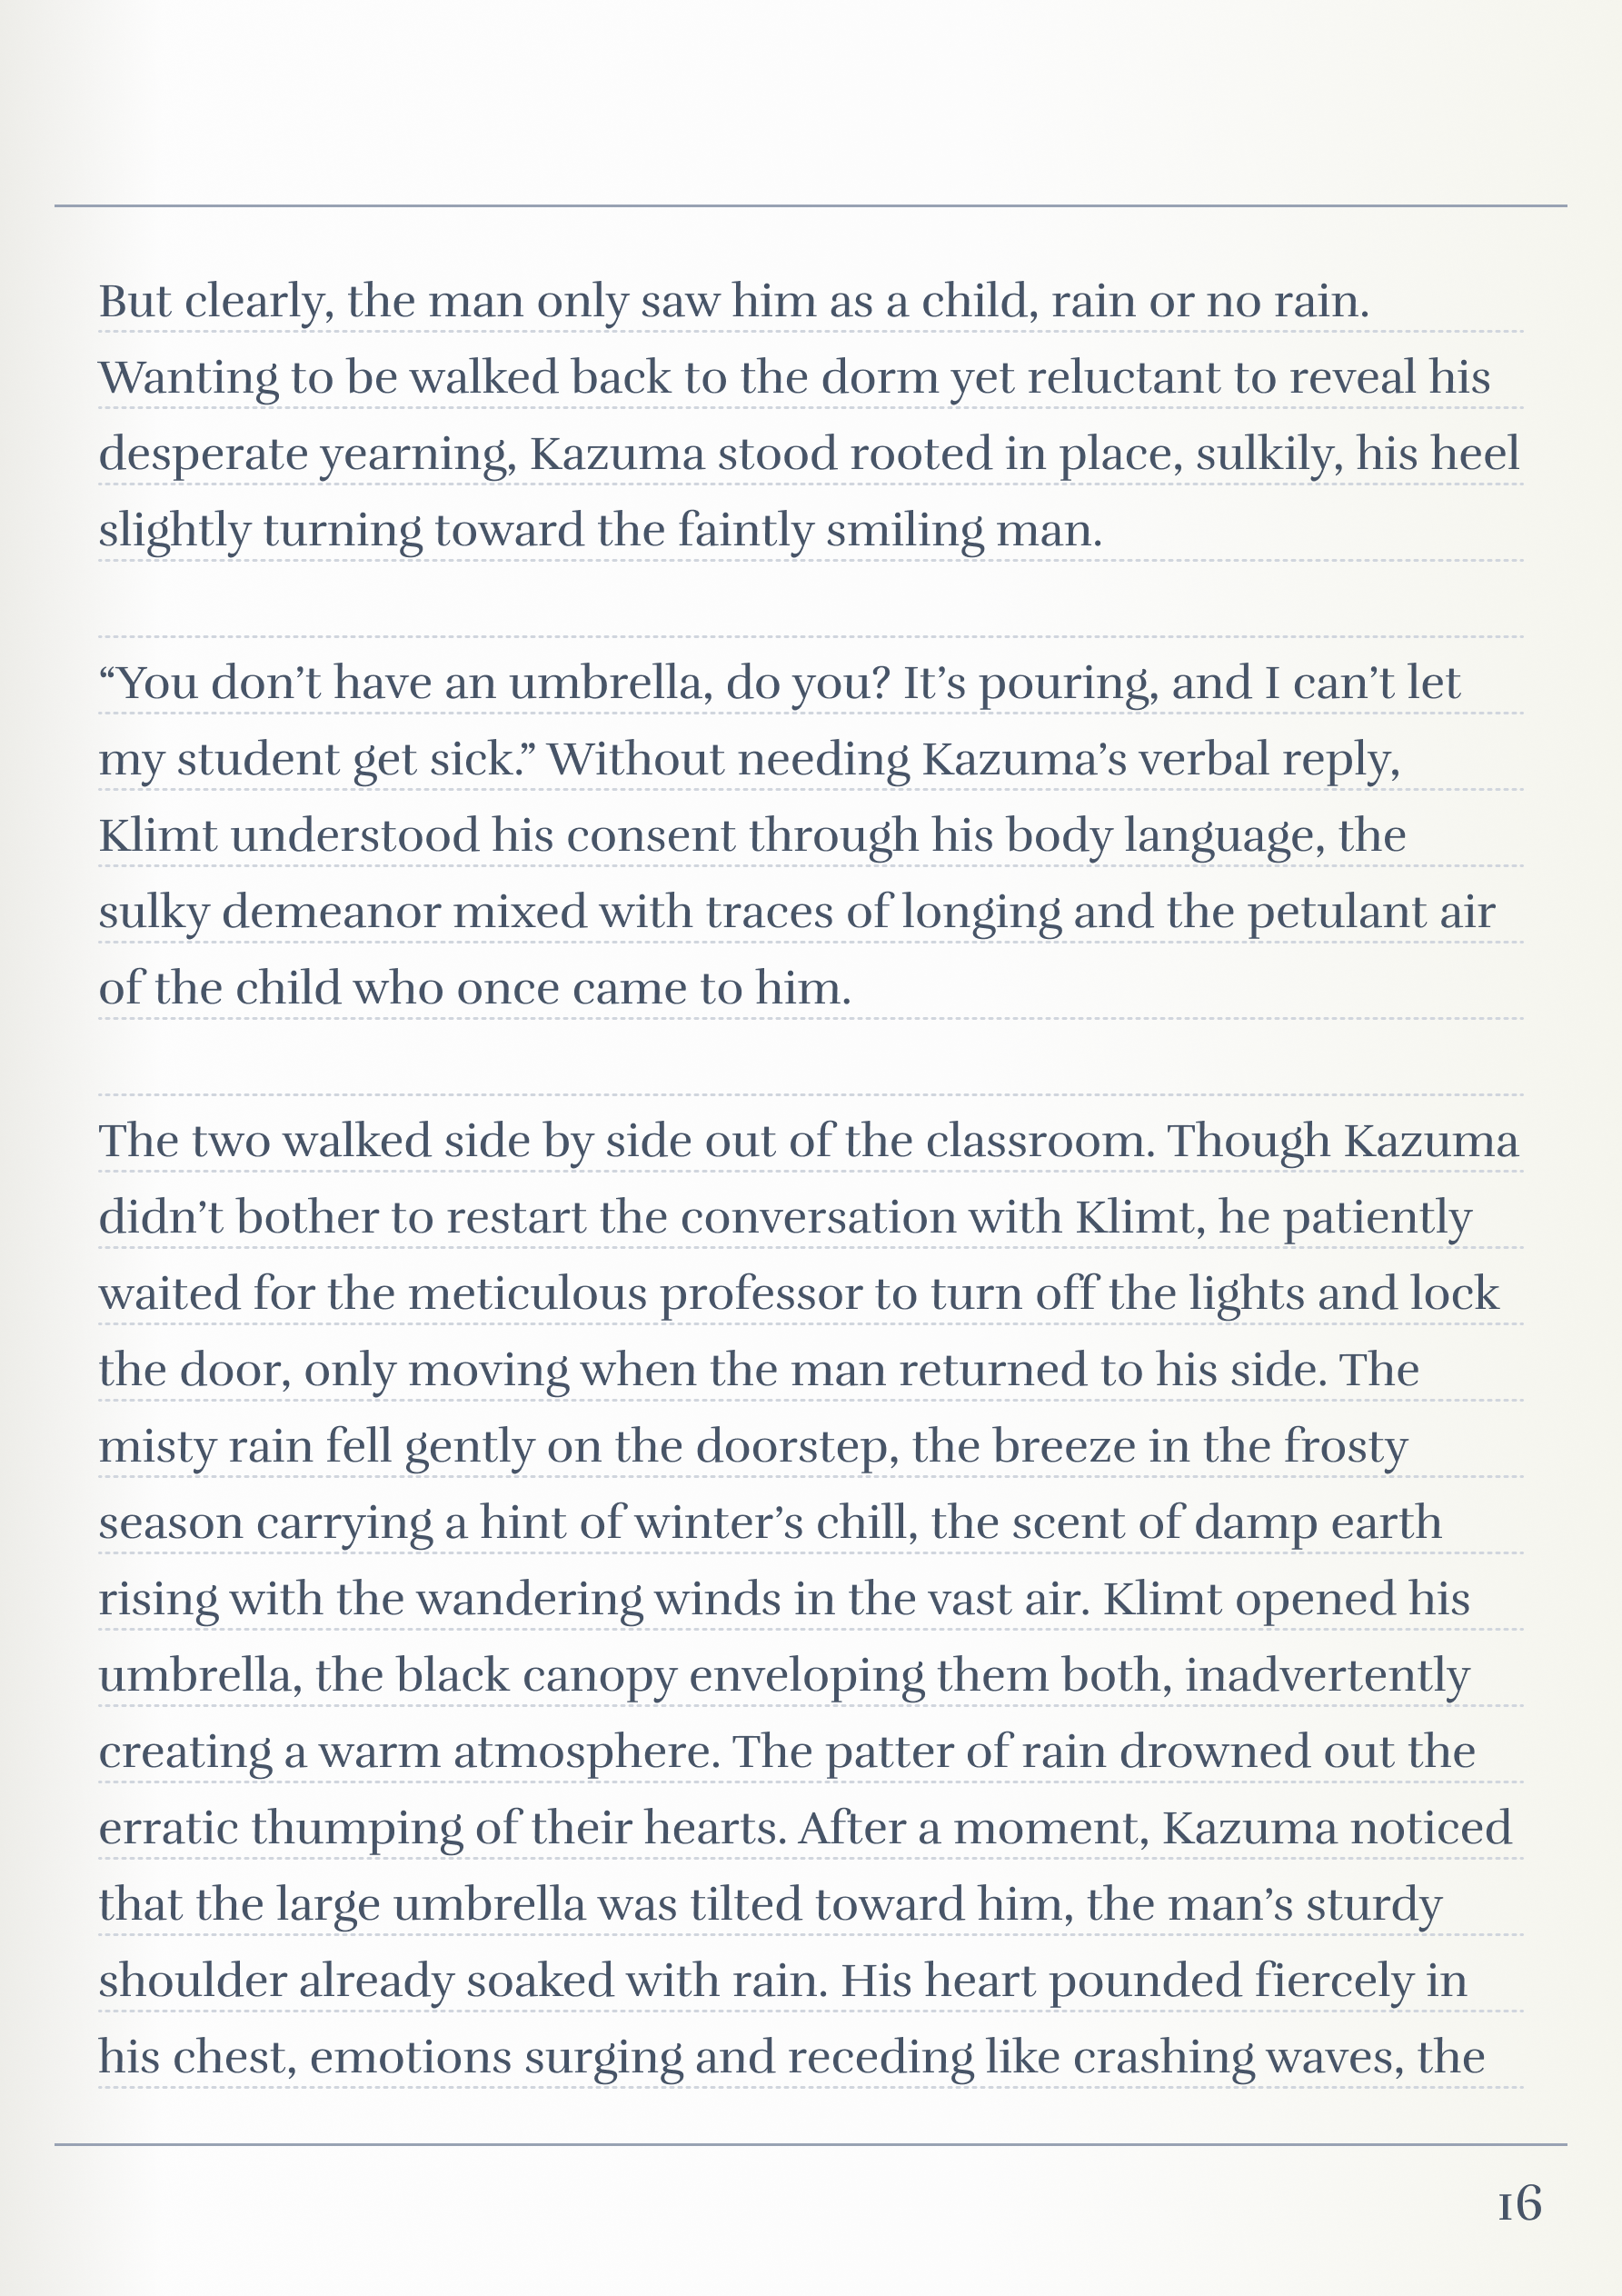 But clearly, the man only saw him as a child, rain or no rain.
Wanting to be walked back to the dorm yet reluctant to reveal his
desperate yearning, Kazuma stood rooted in place, sulkily, his heel
slightly turning toward the faintly smiling man.
“You don’t have an umbrella, do you? It’s pouring, and I can’t let
my student get sick.” Without needing Kazuma’s verbal reply,
Klimt understood his consent through his body language, the
sulky demeanor mixed with traces of longing and the petulant air
of the child who once came to him.
The two walked side by side out of the classroom. Though Kazuma
didn’t bother to restart the conversation with Klimt, he patiently
waited for the meticulous professor to turn off the lights and lock
the door, only moving when the man returned to his side. The
misty rain fell gently on the doorstep, the breeze in the frosty
season carrying a hint of winter’s chill, the scent of damp earth
rising with the wandering winds in the vast air. Klimt opened his
umbrella, the black canopy enveloping them both, inadvertently
creating a warm atmosphere. The patter of rain drowned out the
erratic thumping of their hearts. After a moment, Kazuma noticed
that the large umbrella was tilted toward him, the man’s sturdy
shoulder already soaked with rain. His heart pounded fiercely in
his chest, emotions surging and receding like crashing waves, the
16